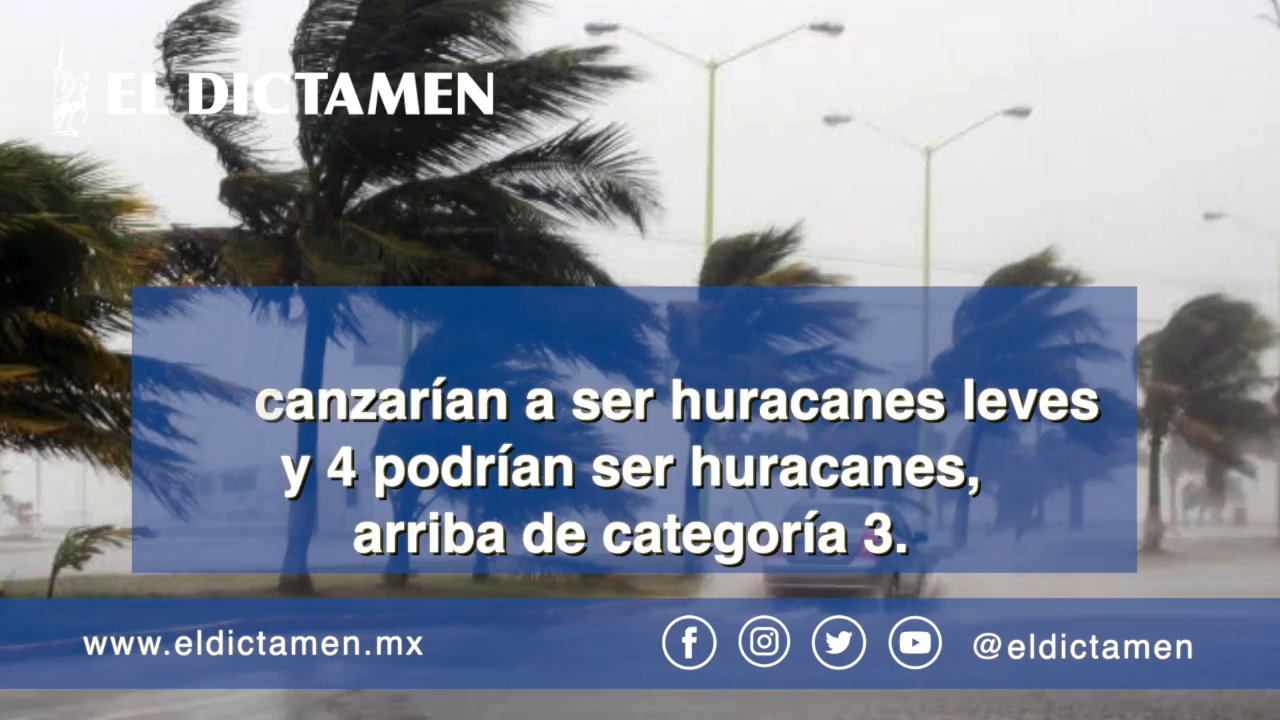 EL DICTAMEN
canzarían a ser huracanes leves
y 4 podrían ser huracanes,
arriba de categoría 3.
www.eldictamen.mx
@eldictamen